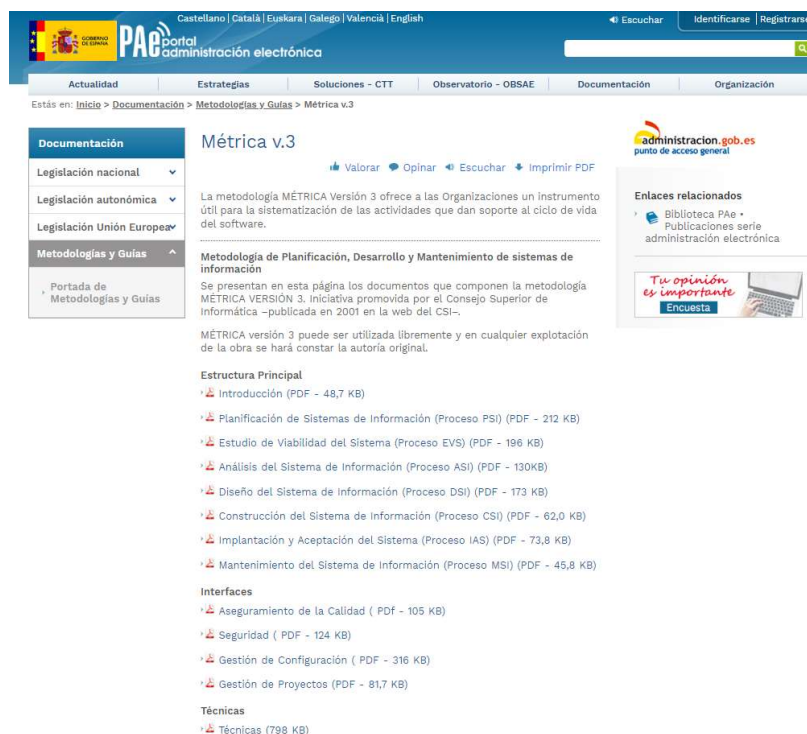 Castellano | Català | Euskara | Galego | Valencià | English
Escuchar
Identificarse | Registrarse
GOBIERNO DE ESPAÑA
PAe portal
administración electrónica
Actualidad
Estrategias
Soluciones - CTT
Observatorio - OBSAE
Documentación
Organización
Estás en: Inicio > Documentación > Metodologías y Guías > Métrica v.3
Documentación
Legislación nacional
Legislación autonómica
Legislación Unión Europea
Metodologías y Guías
Portada de
Metodologías y Guías
Métrica v.3
Valorar Opinar Escuchar Imprimir PDF
La metodología MÉTRICA Versión 3 ofrece a las Organizaciones un instrumento
útil para la sistematización de las actividades que dan soporte al ciclo de vida
del software.
Metodología de Planificación, Desarrollo y Mantenimiento de sistemas de
información
Se presentan en esta página los documentos que componen la metodología
MÉTRICA VERSIÓN 3. Iniciativa promovida por el Consejo Superior de
Informática –publicada en 2001 en la web del CSI–.
MÉTRICA versión 3 puede ser utilizada libremente y en cualquier explotación
de la obra se hará constar la autoría original.
Estructura Principal
Introducción (PDF - 48,7 KB)
Planificación de Sistemas de Información (Proceso PSI) (PDF - 212 KB)
Estudio de Viabilidad del Sistema (Proceso EVS) (PDF - 196 KB)
Análisis del Sistema de Información (Proceso ASI) (PDF - 130KB)
Diseño del Sistema de Información (Proceso DSI) (PDF - 173 KB)
Construcción del Sistema de Información (Proceso CSI) (PDF - 62,0 KB)
Implantación y Aceptación del Sistema (Proceso IAS) (PDF - 73,8 KB)
Mantenimiento del Sistema de Información (Proceso MSI) (PDF - 45,8 KB)
Interfaces
Aseguramiento de la Calidad ( PDf - 105 KB)
Seguridad ( PDF - 124 KB)
Gestión de Configuración ( PDF - 316 KB)
Gestión de Proyectos (PDF - 81,7 KB)
Técnicas
Técnicas (798 KB)
administracion.gob.es
punto de acceso general
Enlaces relacionados
Biblioteca PAe •
Publicaciones serie
administración electrónica
Tu opinión
es importante
Encuesta